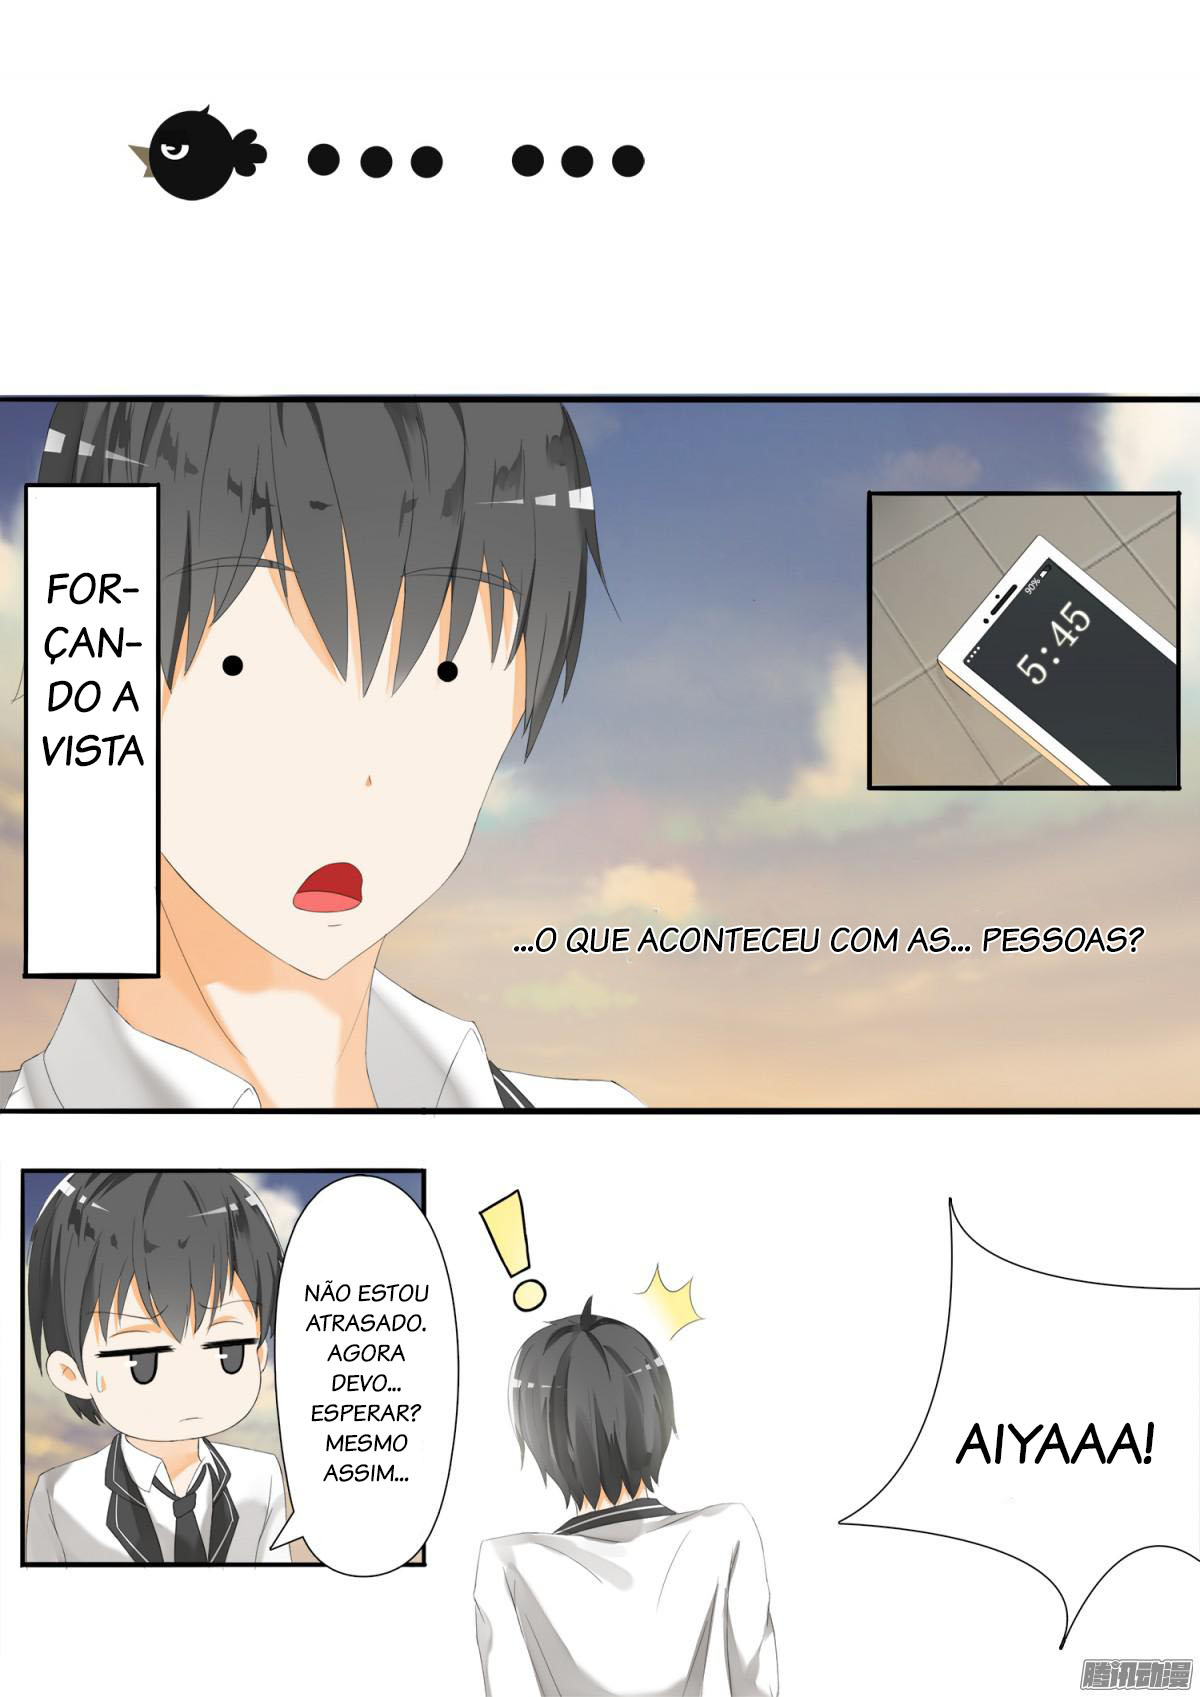 FOR-
ÇAN-
DO A
VISTA
90%
5:45
...O QUE ACONTECEU COM AS... PESSOAS?
NÃO ESTOU
ATRASADO.
AGORA
DEVO...
ESPERAR?
MESMO
ASSIM...
AIYAAA!
腾讯动漫